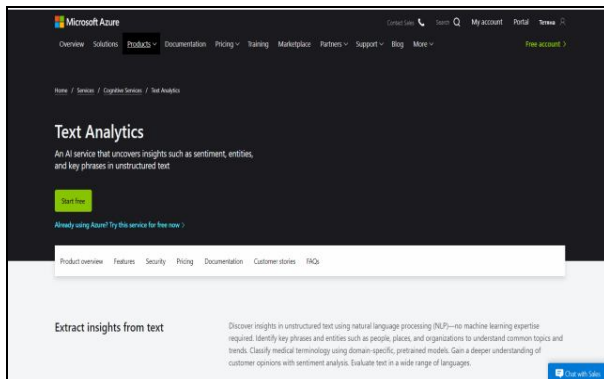 Microsoft Azure
Contact Sales Search My account Portal Tereva
Overview Solutions Products Documentation Pricing Training Marketplace Partners Support Blog More Free account >
Home / Services / Cognitive Services / Text Analytics
Text Analytics
An AI service that uncovers insights such as sentiment, entities,
and key phrases in unstructured text
Start free
Already using Azure? Try this service for free now >
Product overview Features Security Pricing Documentation Customer stories FAQs
Extract insights from text
Discover insights in unstructured text using natural language processing (NLP)—no machine learning expertise
required. Identify key phrases and entities such as people, places, and organizations to understand common topics and
trends. Classify medical terminology using domain-specific, pretrained models. Gain a deeper understanding of
customer opinions with sentiment analysis. Evaluate text in a wide range of languages.
Chat with Sales